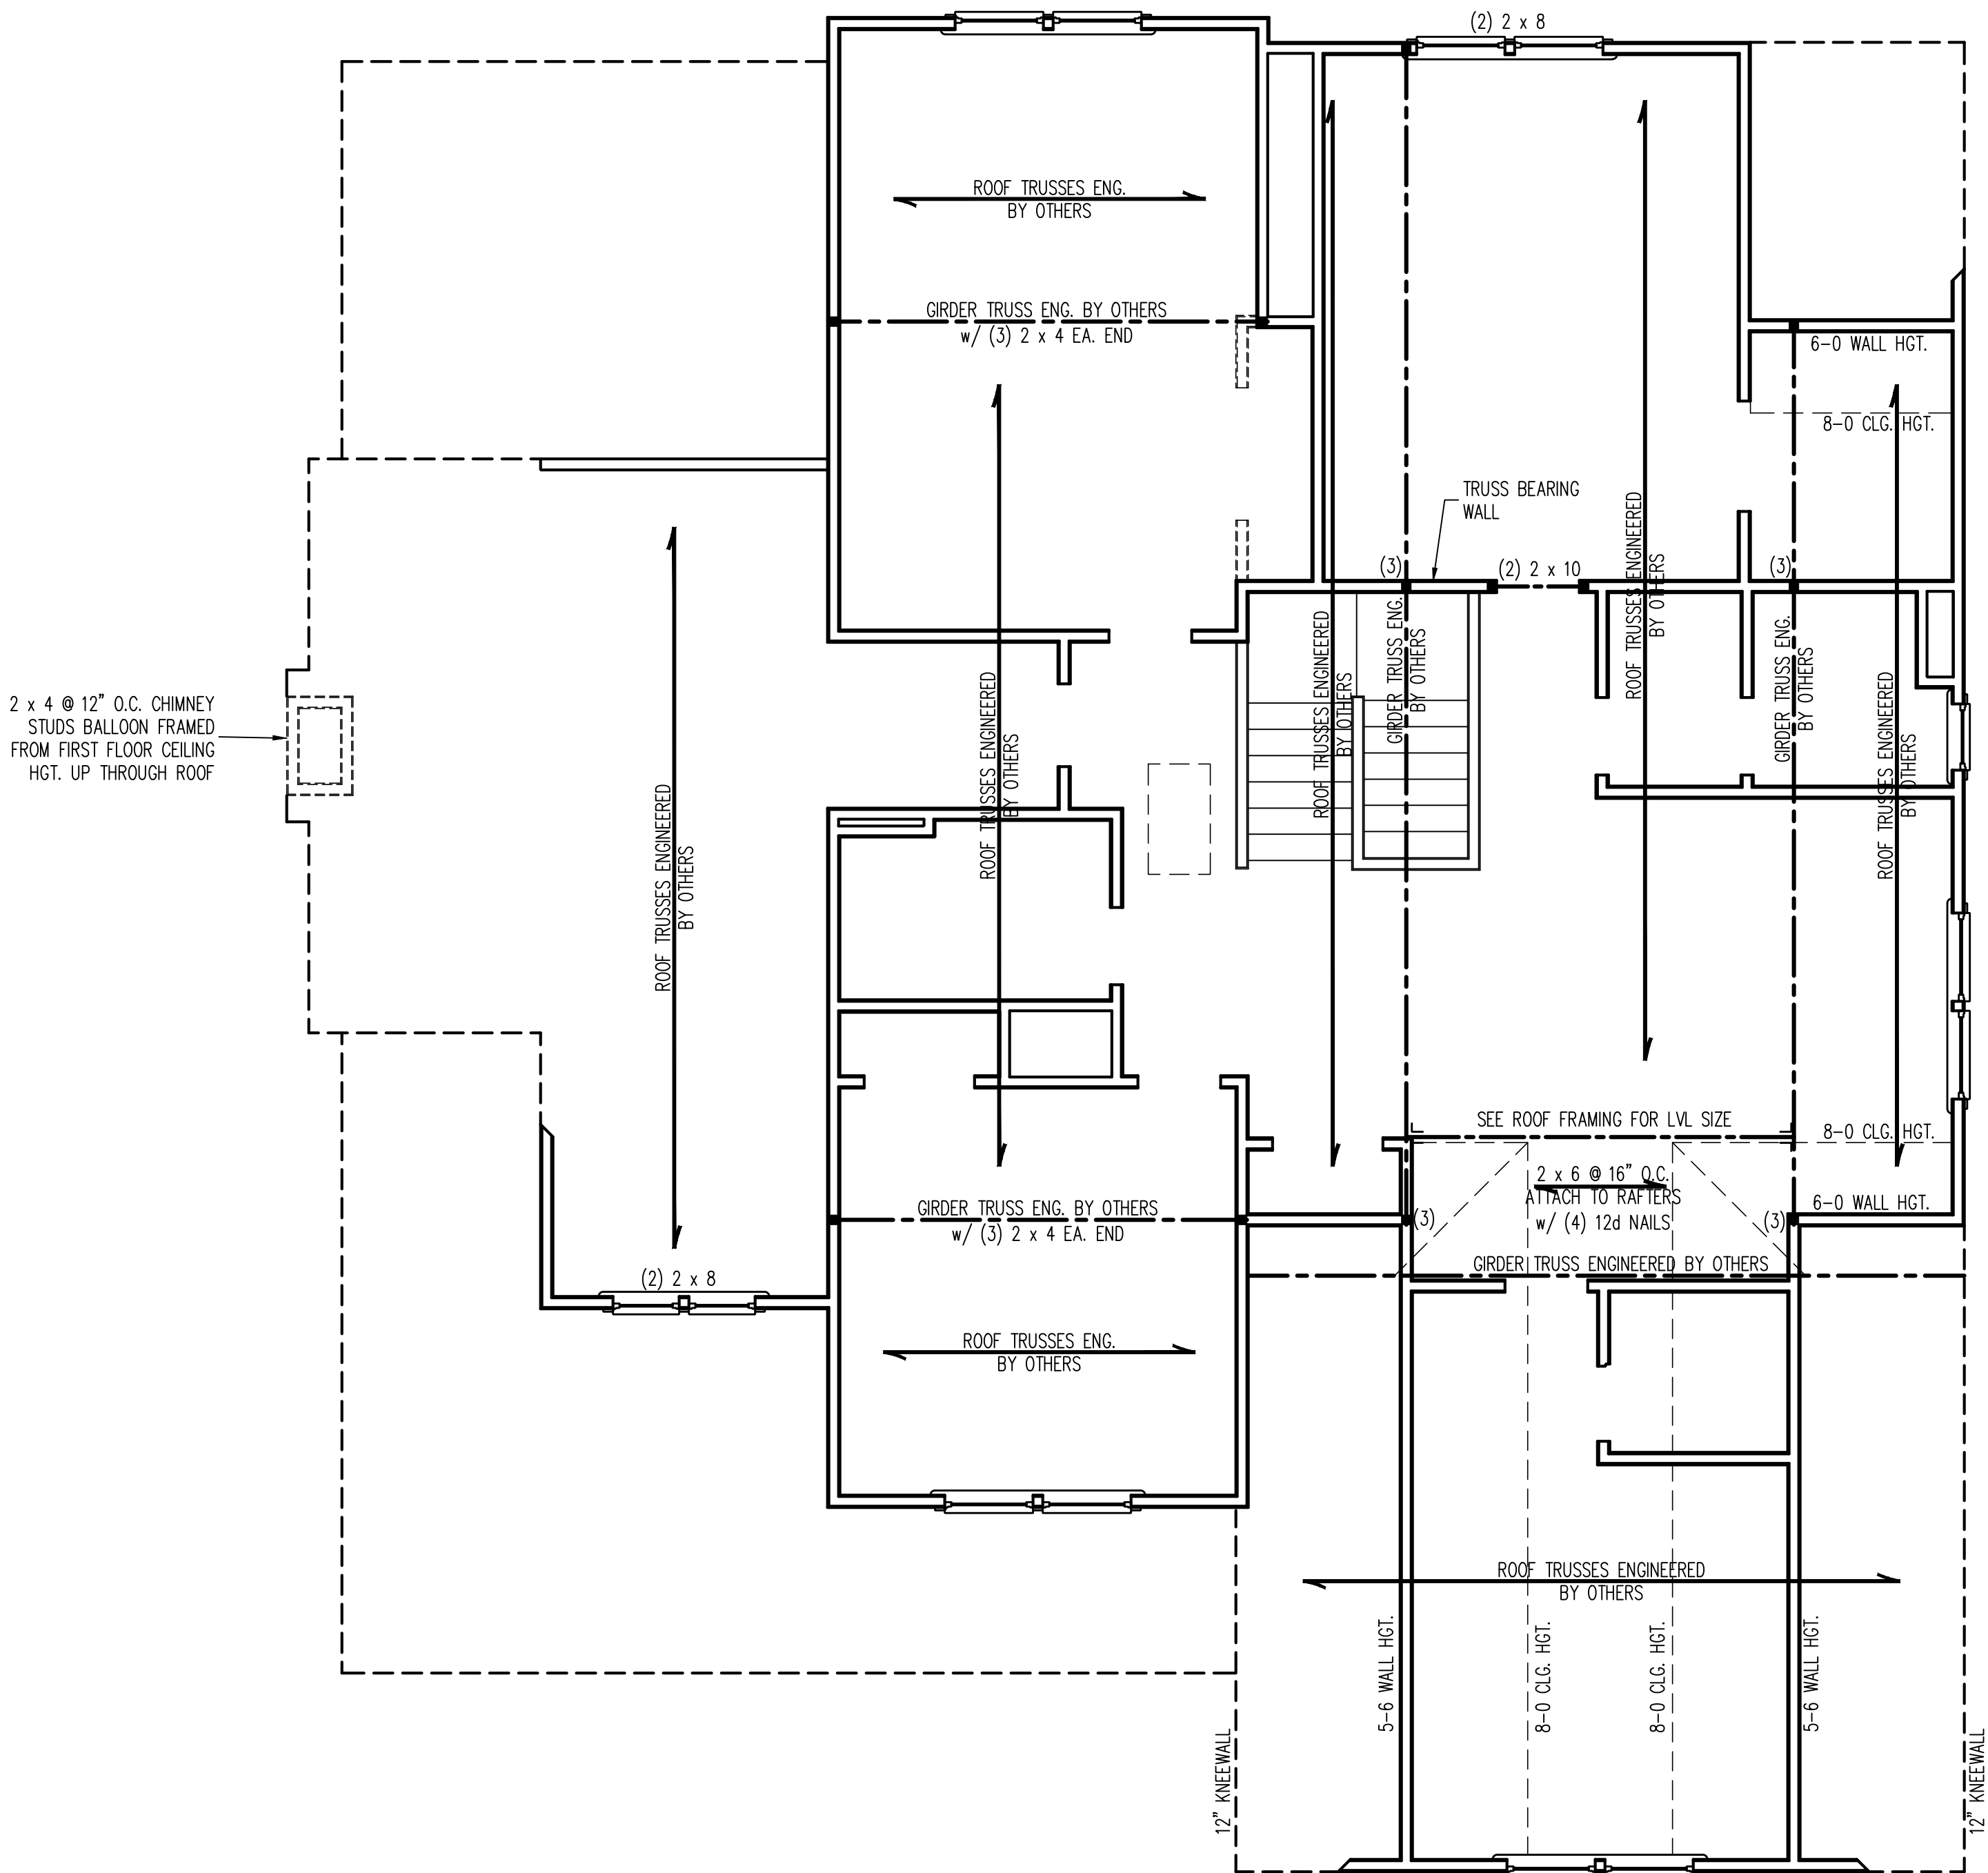 (2) 2 x 8
ROOF TRUSSES ENG.
BY OTHERS
GIRDER TRUSS ENG. BY OTHERS
w/ (3) 2 x 4 EA. END
6-0 WALL HGT.
8-0 CLG. HGT.
TRUSS BEARING
WALL
(3)
(2) 2 x 10
(3)
ROOF TRUSSES ENGINEERED
BY OTHERS
GIRDER TRUSS ENG.
BY OTHERS
ROOF TRUSSES ENGINEERED
BY OTHERS
GIRDER TRUSS ENG.
BY OTHERS
ROOF TRUSSES ENGINEERED
BY OTHERS
ROOF TRUSSES ENGINEERED
BY OTHERS
2 x 4 @ 12" O.C. CHIMNEY
STUDS BALLOON FRAMED
FROM FIRST FLOOR CEILING
HGT. UP THROUGH ROOF
ROOF TRUSSES ENGINEERED
BY OTHERS
SEE ROOF FRAMING FOR LVL SIZE
8-0 CLG. HGT.
2 x 6 @ 16" O.C.
ATTACH TO RAFTERS
w/ (4) 12d NAILS
(3)
(3)
6-0 WALL HGT.
GIRDER TRUSS ENG. BY OTHERS
w/ (3) 2 x 4 EA. END
GIRDER TRUSS ENGINEERED BY OTHERS
(2) 2 x 8
ROOF TRUSSES ENG.
BY OTHERS
ROOF TRUSSES ENGINEERED
BY OTHERS
5-6 WALL HGT.
8-0 CLG. HGT.
8-0 CLG. HGT.
5-6 WALL HGT.
12" KNEEWALL
12" KNEEWALL